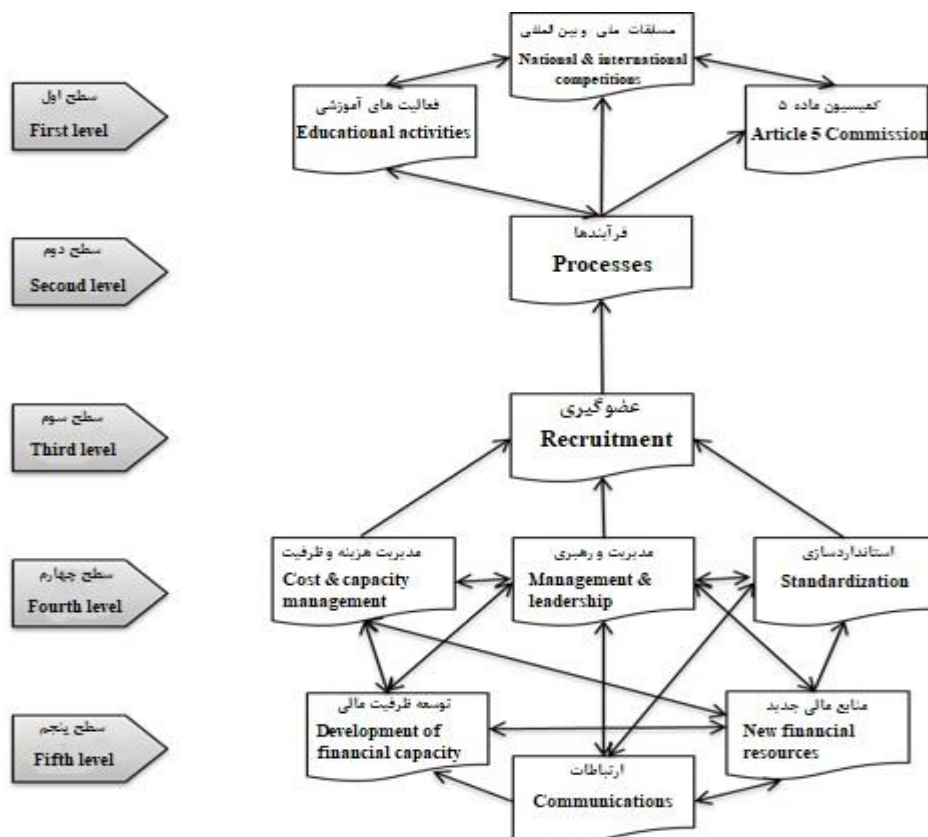 مسابقات ملی و بین المللی
National & international
competitions
سطح اول
First level
فعالیت های آموزشی
Educational activities
کمیسیون ماده ۵
Article 5 Commission
سطح دوم
Second level
فرآیندها
Processes
سطح سوم
Third level
عضوگیری
Recruitment
سطح چهارم
Fourth level
مدیریت هزینه و ظرفیت
Cost & capacity
management
مدیریت و رهبری
Management &
leadership
استانداردسازی
Standardization
سطح پنجم
Fifth level
توسعه ظرفیت مالی
Development of
financial capacity
منابع مالی جدید
New financial
resources
ارتباطات
Communications